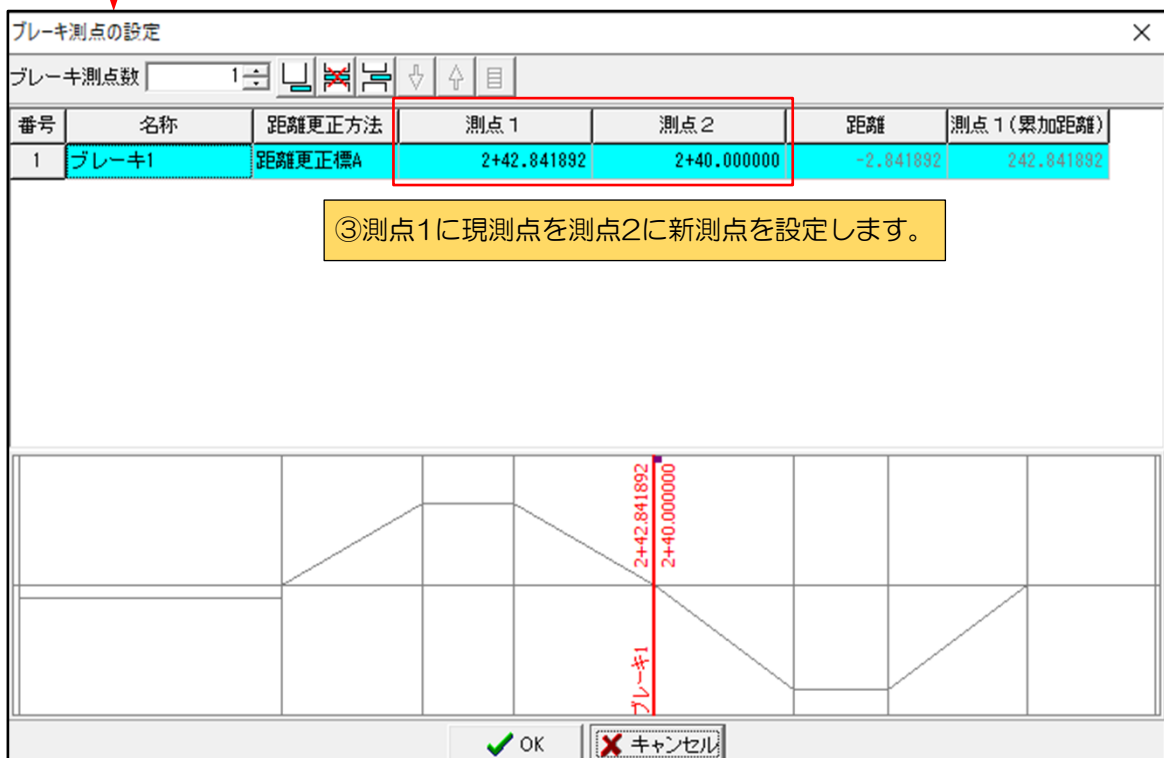 ブレーキ測点の設定
ブレーキ測点数 1
番号 名称 距離更正方法 測点1 測点2 距離 測点1(累加距離)
1 ブレーキ1 距離更正標A 2+42.841892 2+40.000000 -2.841892 242.841892
③測点1に現測点を測点2に新測点を設定します。
2+42.841892
2+40.000000
ブレーキ1
OK キャンセル